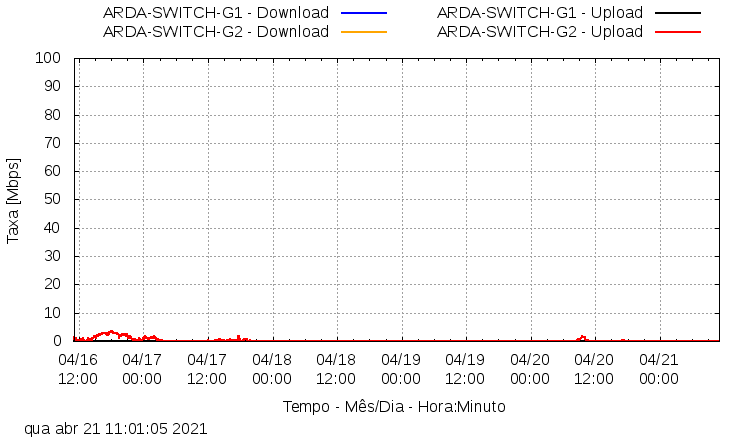 ARDA-SWITCH-G1 - Download
ARDA-SWITCH-G1 - Upload
ARDA-SWITCH-G2 - Download
ARDA-SWITCH-G2 - Upload
Taxa [Mbps]
100
90
80
70
60
50
40
30
20
10
0
04/16 04/17 04/17 04/18 04/18 04/19 04/19 04/20 04/20 04/21
12:00 00:00 12:00 00:00 12:00 00:00 12:00 00:00 12:00 00:00
Tempo - Mês/Dia - Hora:Minuto
qua abr 21 11:01:05 2021